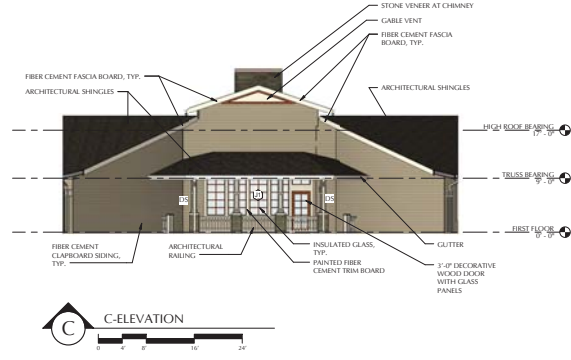 STONE VENEER AT CHIMNEY
GABLE VENT
FIBER CEMENT FASCIA
BOARD, TYP.
FIBER CEMENT FASCIA BOARD, TYP.
ARCHITECTURAL SHINGLES
ARCHITECTURAL SHINGLES
HIGH ROOF BEARING
17' - 0"
TRUSS BEARING
9' - 0"
DS
U1
DS
FIRST FLOOR
0' - 0"
FIBER CEMENT
CLAPBOARD SIDING,
TYP.
ARCHITECTURAL
RAILING
INSULATED GLASS,
TYP.
PAINTED FIBER
CEMENT TRIM BOARD
GUTTER
3'-0" DECORATIVE
WOOD DOOR
WITH GLASS
PANELS
C
C-ELEVATION
0 4' 8' 16' 24'